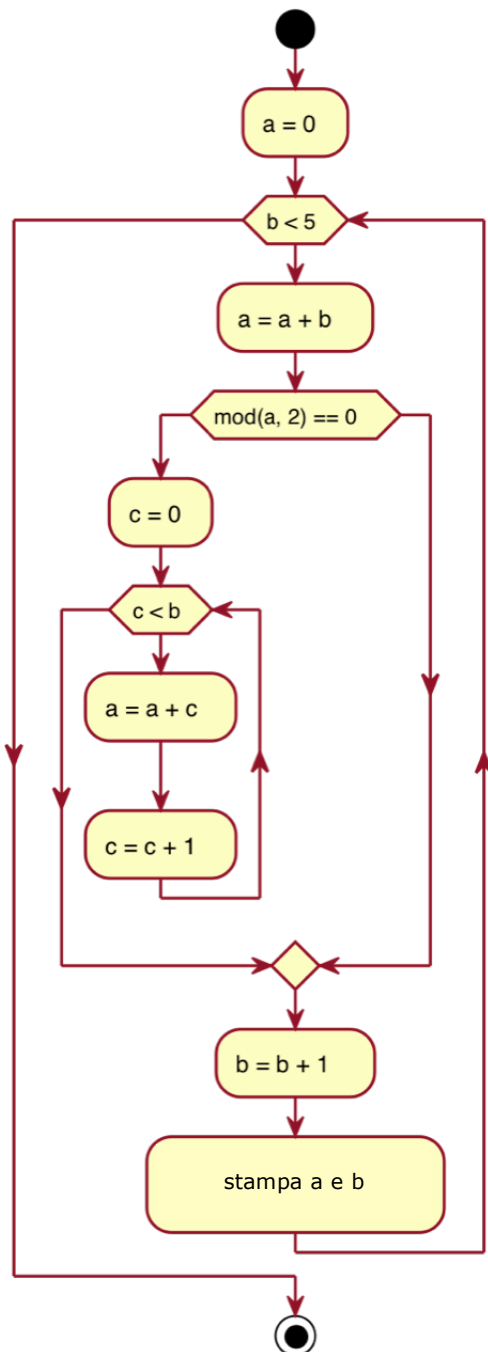 a = 0
b < 5
a = a + b
mod(a, 2) == 0
c = 0
c < b
a = a + c
c = c + 1
b = b + 1
stampa a e b